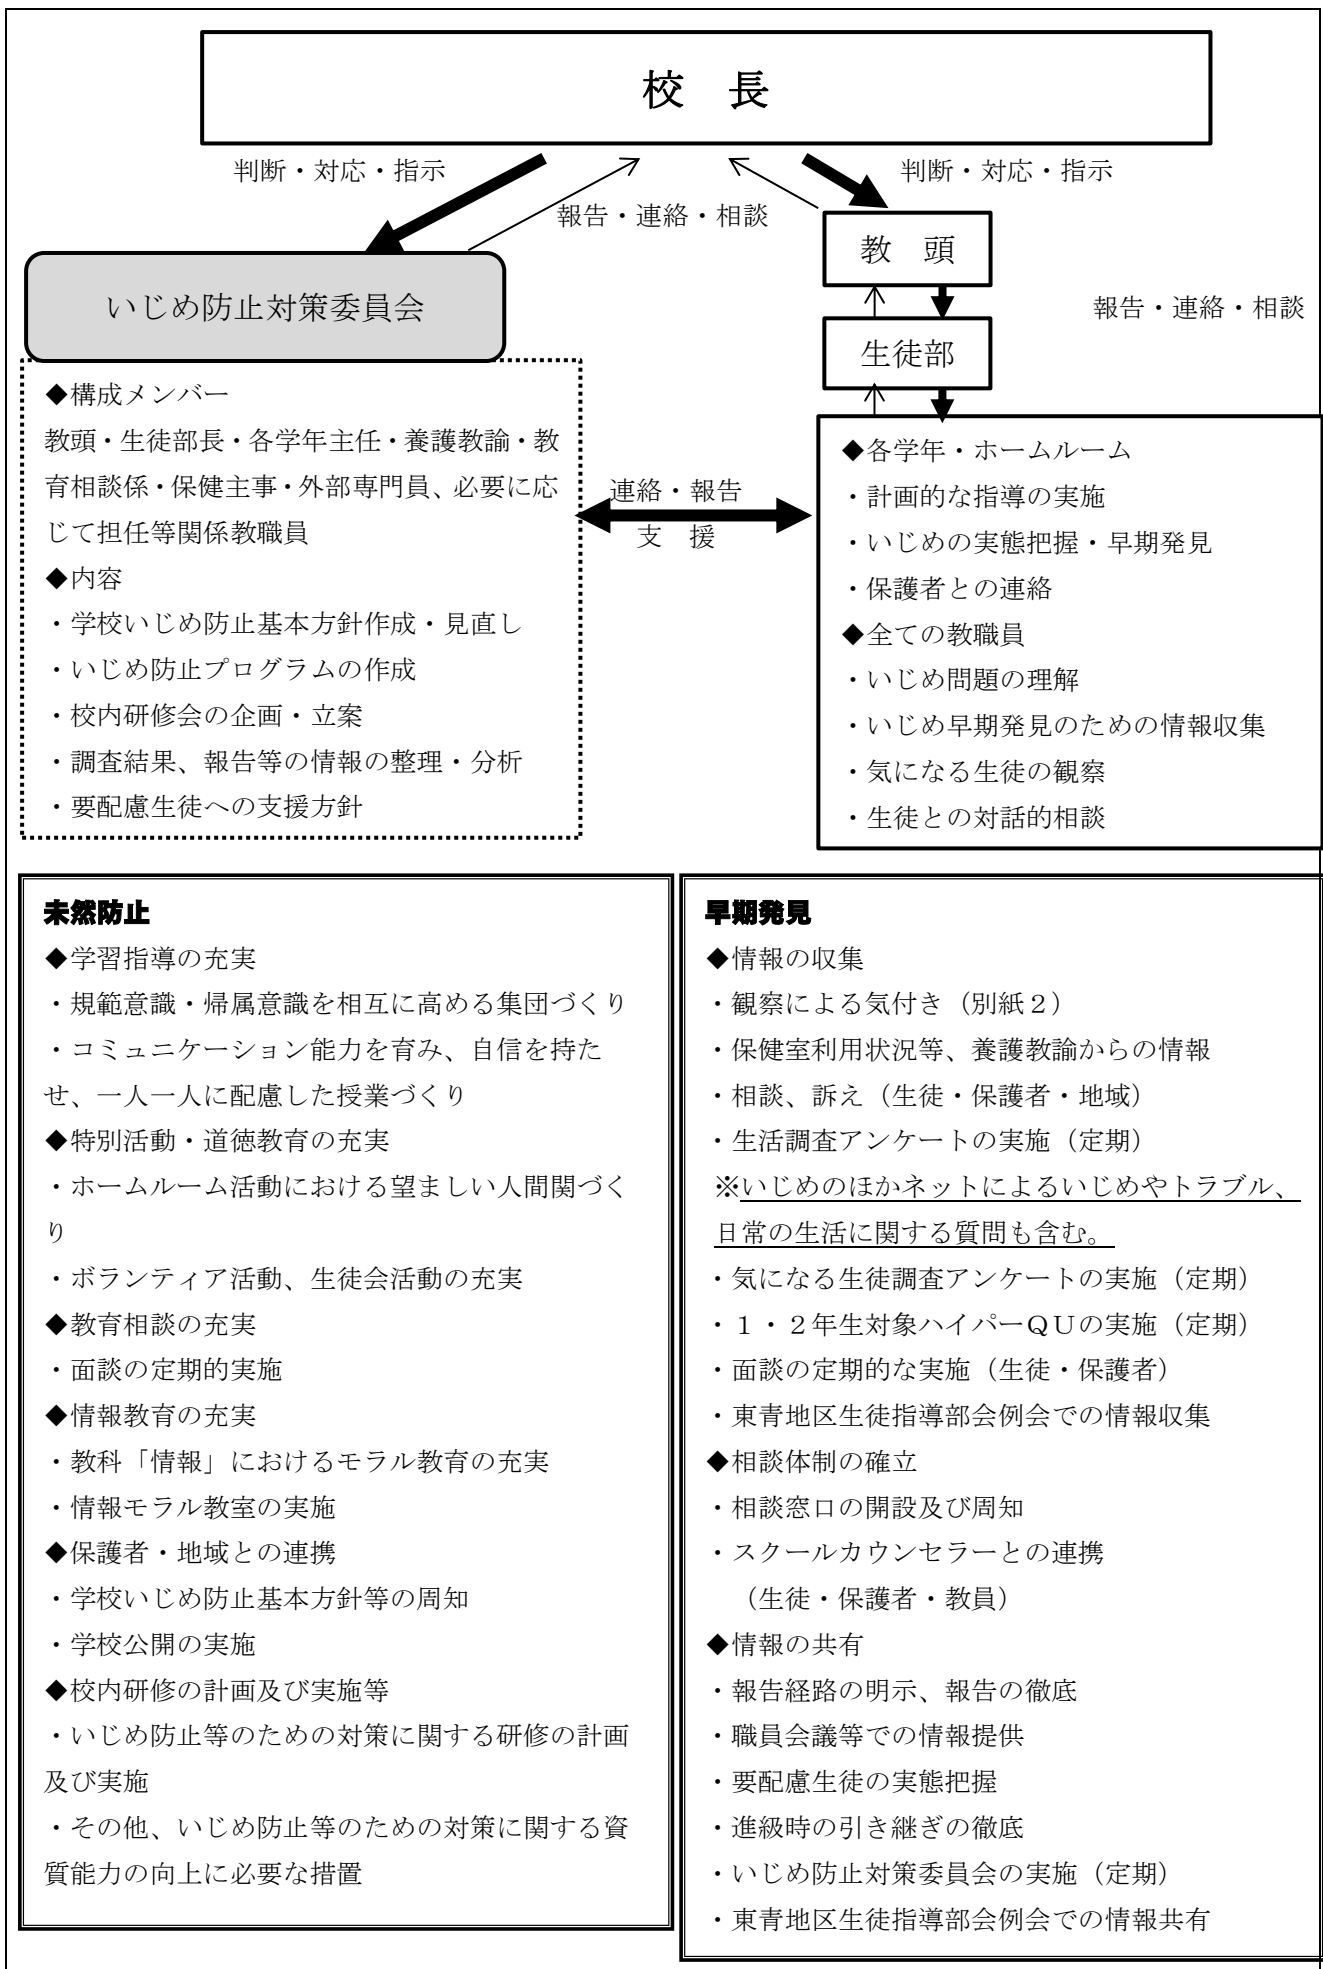 校　長
判断・対応・指示
判断・対応・指示
報告・連絡・相談
教　頭
いじめ防止対策委員会
報告・連絡・相談
生徒部
◆構成メンバー
教頭・生徒部長・各学年主任・養護教諭・教
育相談係・保健主事・外部専門員、必要に応
じて担任等関係教職員
◆内容
・学校いじめ防止基本方針作成・見直し
・いじめ防止プログラムの作成
・校内研修会の企画・立案
・調査結果、報告等の情報の整理・分析
・要配慮生徒への支援方針
連絡・報告
支　援
◆各学年・ホームルーム
・計画的な指導の実施
・いじめの実態把握・早期発見
・保護者との連絡
◆全ての教職員
・いじめ問題の理解
・いじめ早期発見のための情報収集
・気になる生徒の観察
・生徒との対話的相談
未然防止
◆学習指導の充実
・規範意識・帰属意識を相互に高める集団づくり
・コミュニケーション能力を育み、自信を持た
せ、一人一人に配慮した授業づくり
◆特別活動・道徳教育の充実
・ホームルーム活動における望ましい人間関づく
り
・ボランティア活動、生徒会活動の充実
◆教育相談の充実
・面談の定期的実施
◆情報教育の充実
・教科「情報」におけるモラル教育の充実
・情報モラル教室の実施
◆保護者・地域との連携
・学校いじめ防止基本方針等の周知
・学校公開の実施
◆校内研修の計画及び実施等
・いじめ防止等のための対策に関する研修の計画
及び実施
・その他、いじめ防止等のための対策に関する資
質能力の向上に必要な措置
早期発見
◆情報の収集
・観察による気付き（別紙２）
・保健室利用状況等、養護教諭からの情報
・相談、訴え（生徒・保護者・地域）
・生活調査アンケートの実施（定期）
※いじめのほかネットによるいじめやトラブル、
日常の生活に関する質問も含む。
・気になる生徒調査アンケートの実施（定期）
・１・２年生対象ハイパーＱＵの実施（定期）
・面談の定期的な実施（生徒・保護者）
・東青地区生徒指導部会例会での情報収集
◆相談体制の確立
・相談窓口の開設及び周知
・スクールカウンセラーとの連携
（生徒・保護者・教員）
◆情報の共有
・報告経路の明示、報告の徹底
・職員会議等での情報提供
・要配慮生徒の実態把握
・進級時の引き継ぎの徹底
・いじめ防止対策委員会の実施（定期）
・東青地区生徒指導部会例会での情報共有